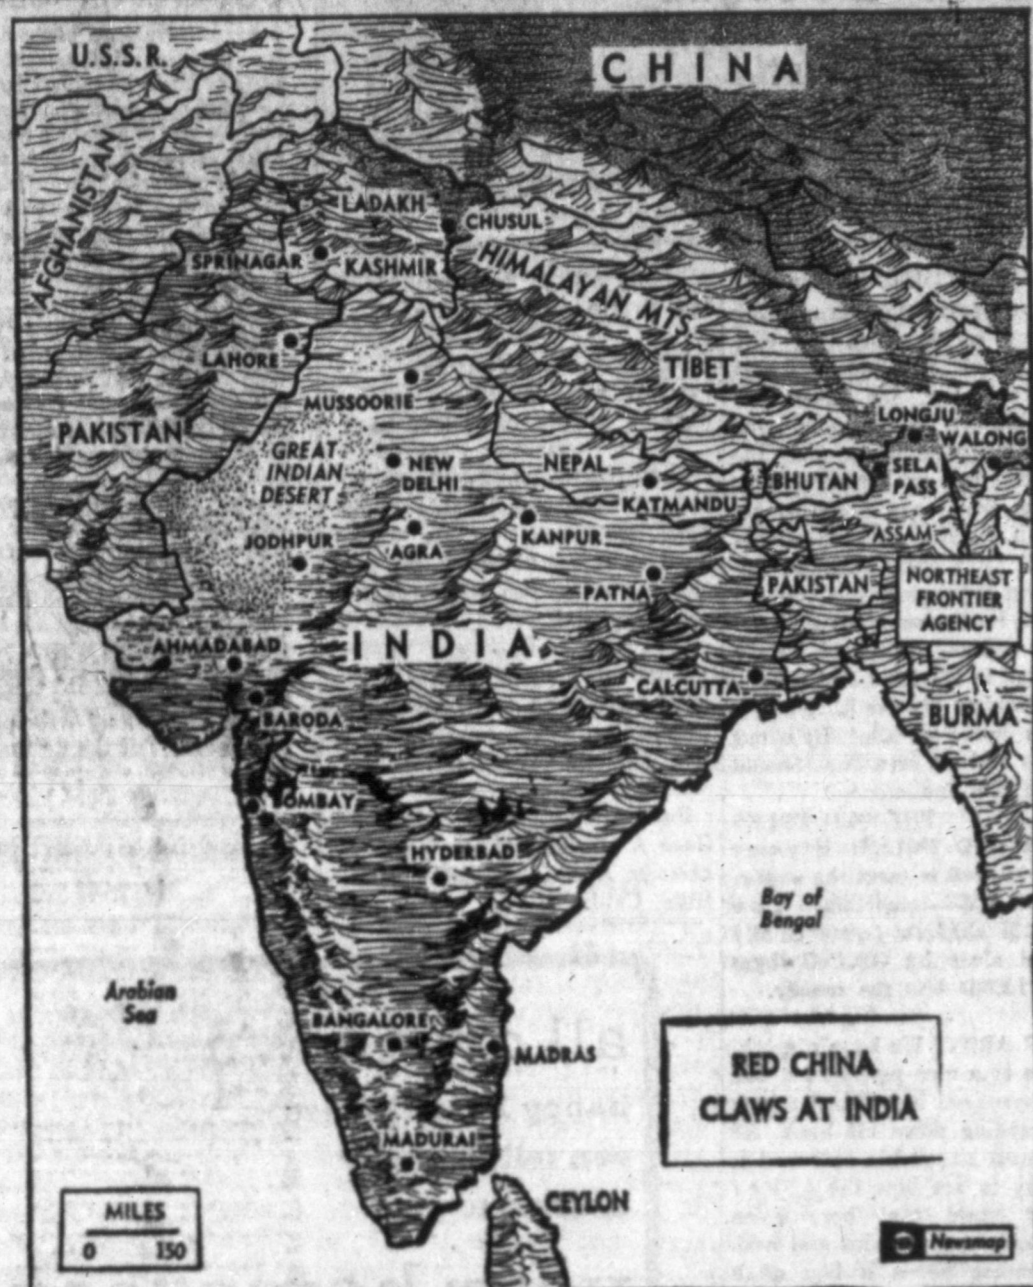 U.S.S.R.
CHINA
AFGHANISTAN
LADAKH
CHUSUL
SPRINAGAR
KASHMIR
HIMALAYAN MTS.
LAHORE
TIBET
MUSSOORIE
LONGJU
WALONG
PAKISTAN
GREAT
INDIAN
DESERT
NEW
DELHI
NEPAL
KATMANDU
BHUTAN
SELA
PASS
JODHPUR
AGRA
KANPUR
ASSAM
PATNA
PAKISTAN
NORTHEAST
FRONTIER
AGENCY
AHMADABAD
INDIA
CALCUTTA
BARODA
BURMA
BOMBAY
HYDERBAD
Bay of
Bengal
Arabian
Sea
BANGALORE
MADRAS
RED CHINA
CLAWS AT INDIA
MADURAI
CEYLON
MILES
0 150
Newsmap